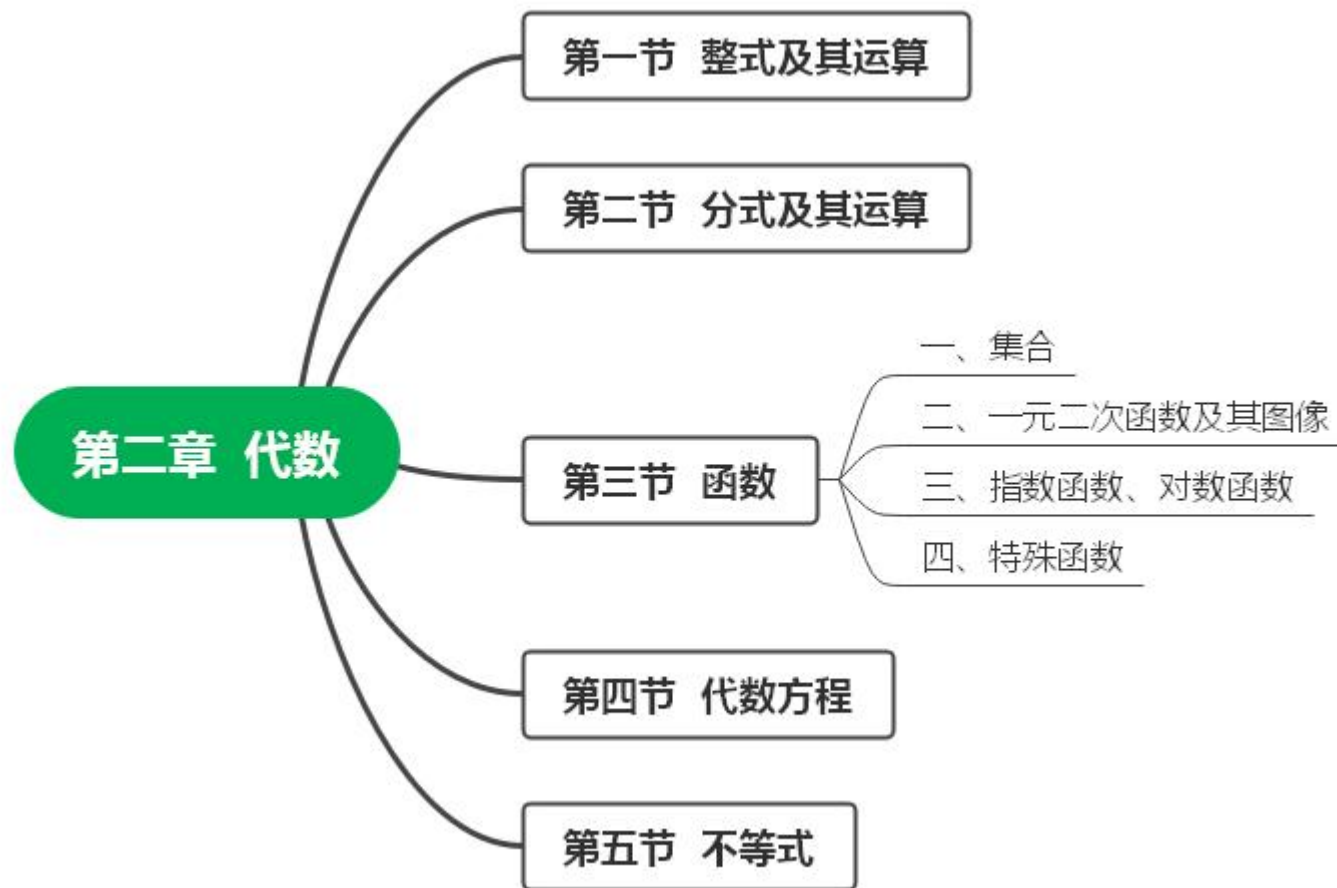 第二章 代数
第一节 整式及其运算
第二节 分式及其运算
第三节 函数
一、集合
二、一元二次函数及其图像
三、指数函数、对数函数
四、特殊函数
第四节 代数方程
第五节 不等式